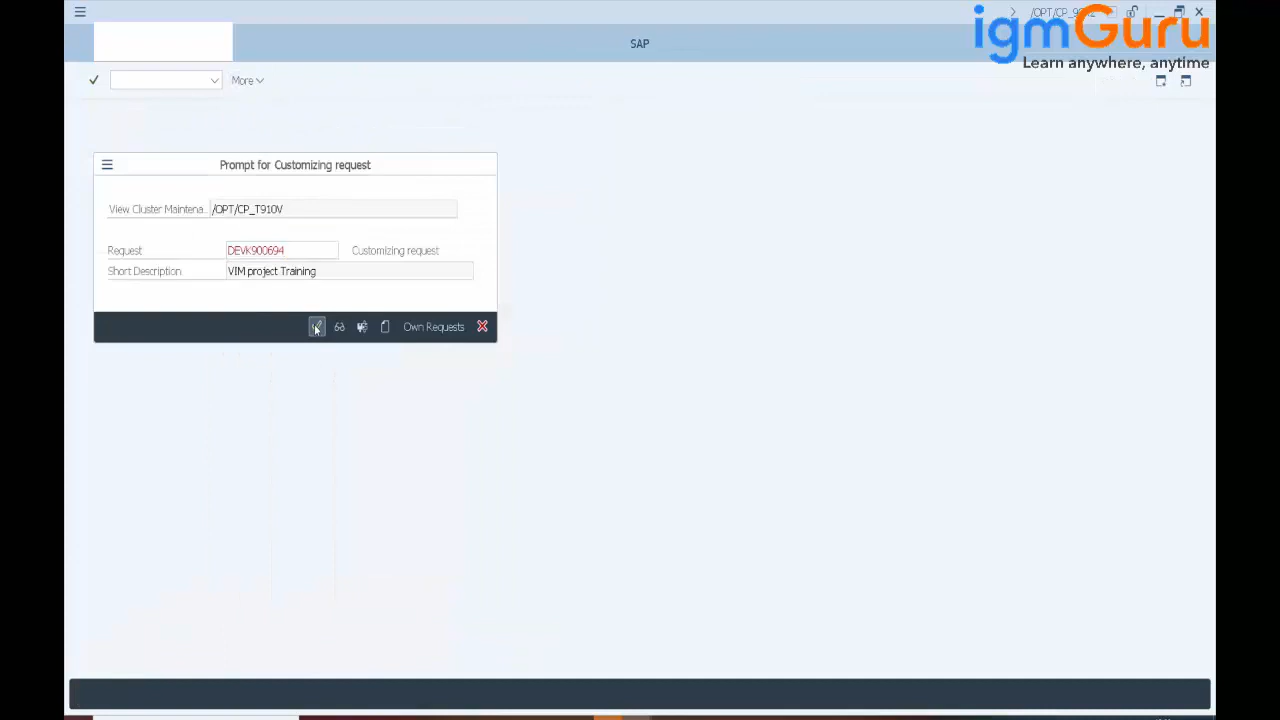 igmGuru
Learn anywhere, anytime
SAP
More
Prompt for Customizing request
View Cluster Maintena.. /OPT/CP_T910V
Request DEVK900694 Customizing request
Short Description VIM project Training
Own Requests